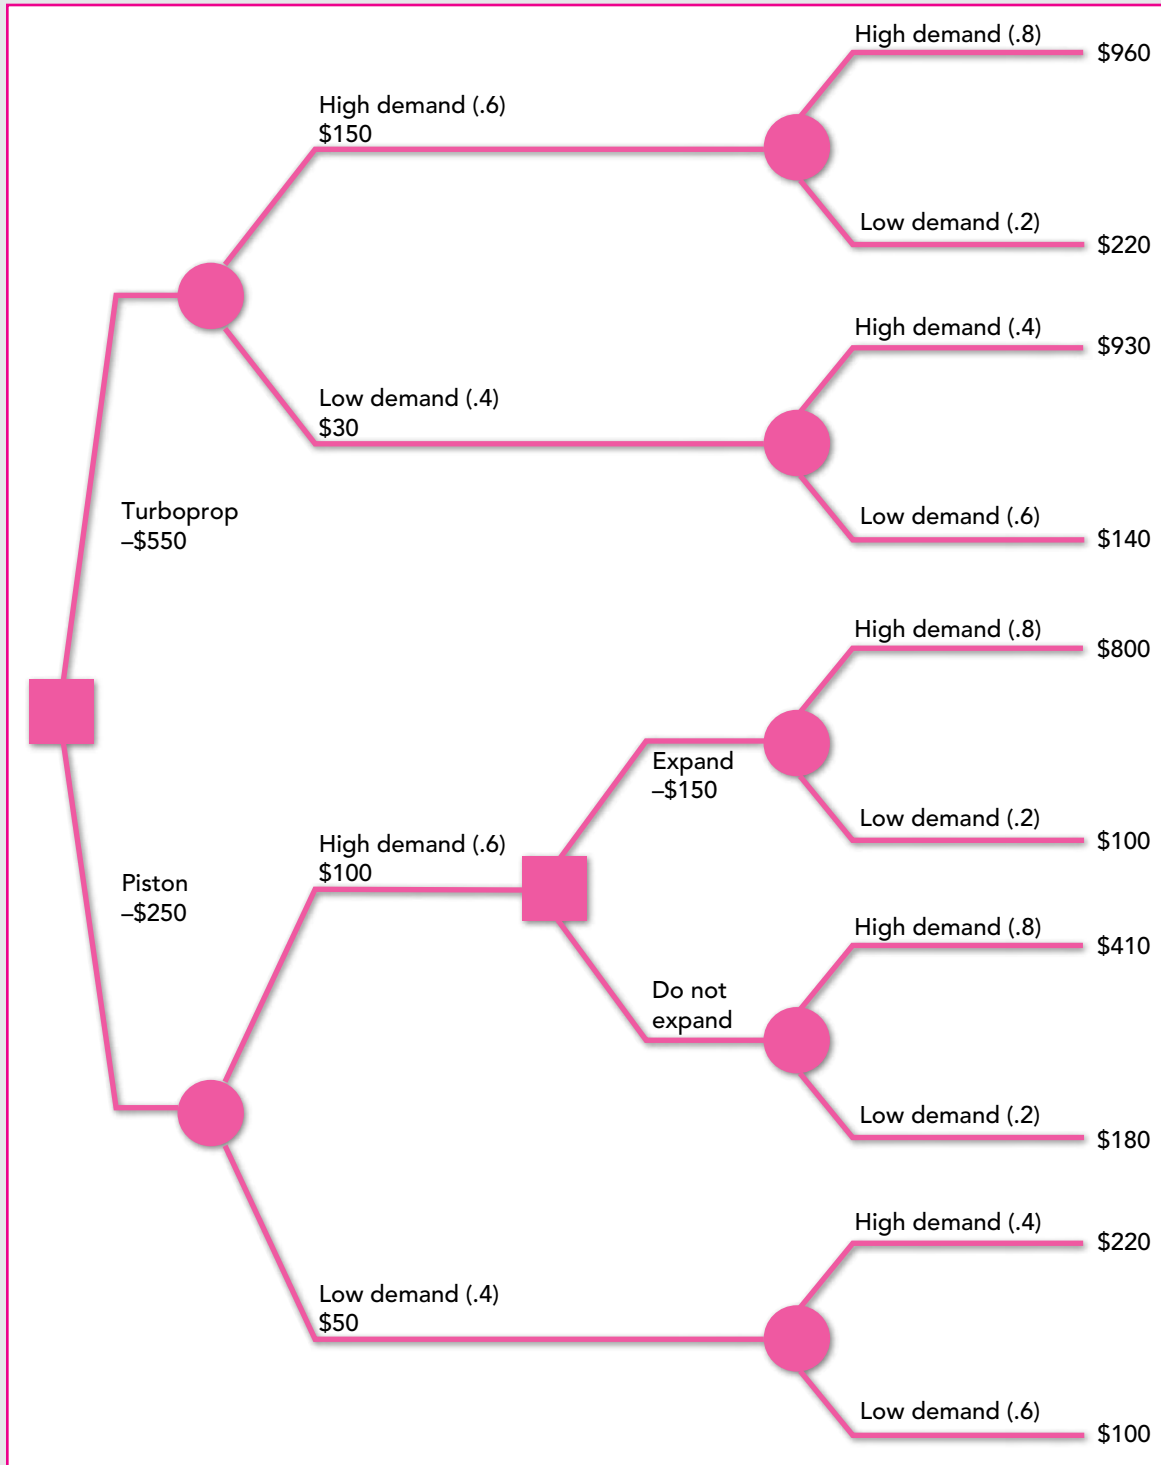 High demand (.8)
$960
High demand (.6)
$150
Low demand (.2)
$220
High demand (.4)
$930
Low demand (.4)
$30
Low demand (.6)
$140
Turboprop
–$550
High demand (.8)
$800
Expand
–$150
Low demand (.2)
$100
High demand (.6)
$100
Piston
–$250
High demand (.8)
$410
Do not
expand
Low demand (.2)
$180
High demand (.4)
$220
Low demand (.4)
$50
Low demand (.6)
$100